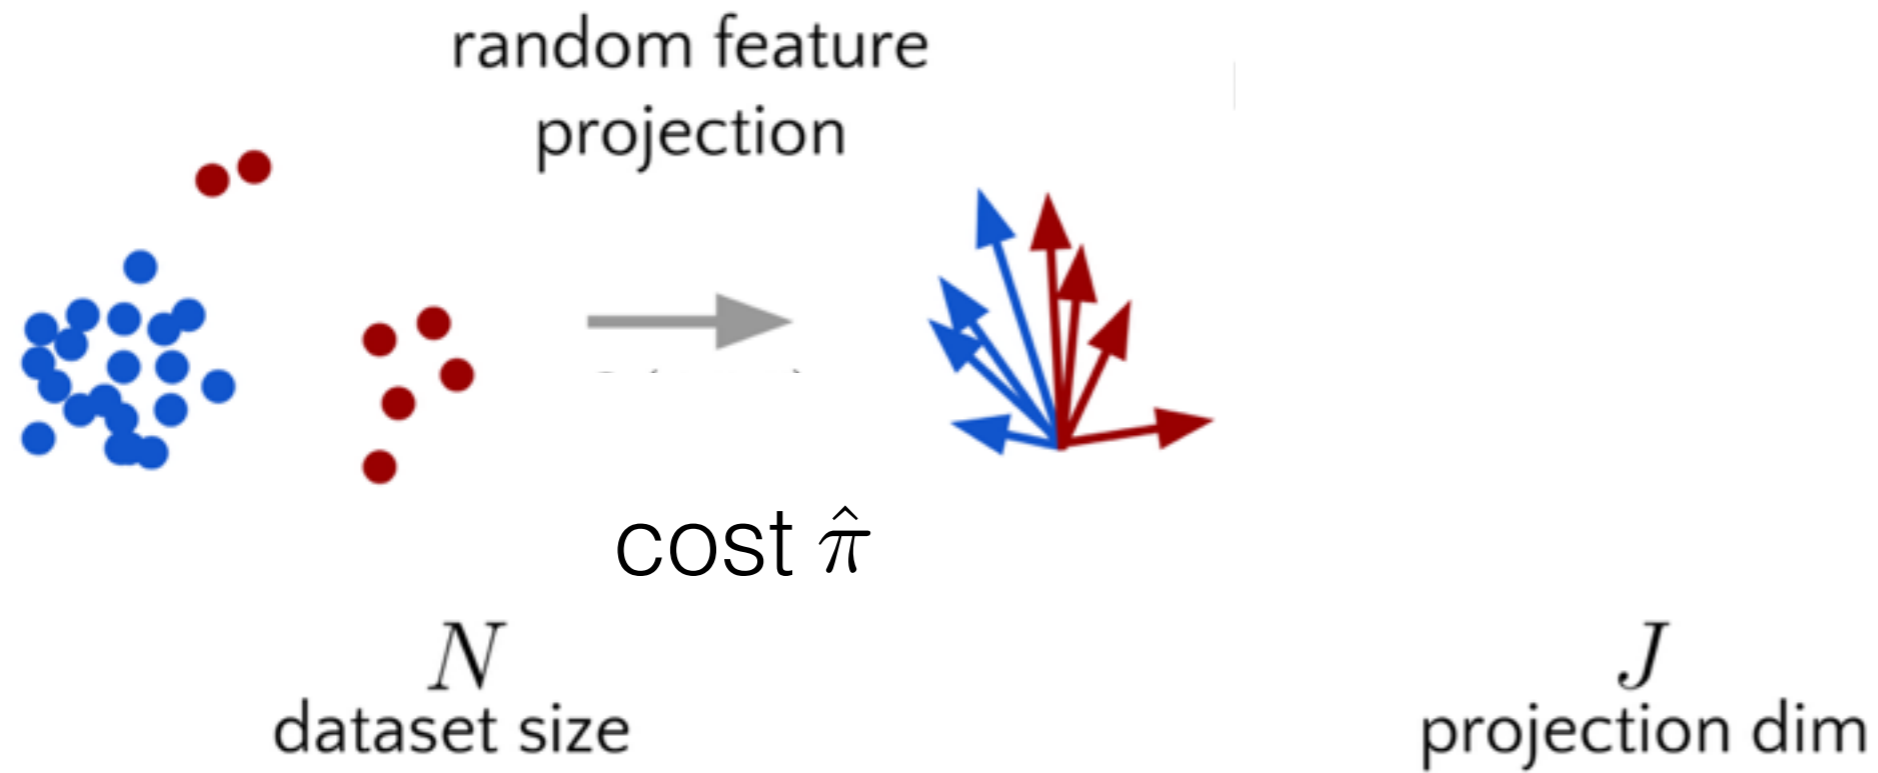 random feature
projection
cost π̂
N
dataset size
J
projection dim